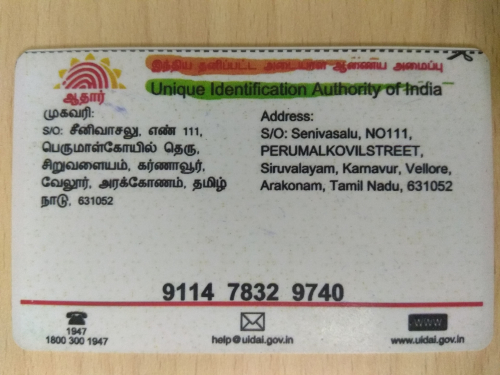 இந்திய தனிப்பட்ட அடையாள ஆணைய அமைப்பு
Unique Identification Authority of India
ஆதார்
முகவரி:
S/O: சீனிவாசலு, எண் 111,
பெருமாள்கோயில் தெரு,
சிறுவளையம், கர்ணாவூர்,
வேலூர், அரக்கோணம், தமிழ்
நாடு, 631052
Address:
S/O: Senivasalu, NO111,
PERUMALKOVILSTREET,
Siruvalayam, Karnavur, Vellore,
Arakonam, Tamil Nadu, 631052
9114 7832 9740
1947
1800 300 1947
help@uidai.gov.in
www.uidai.gov.in